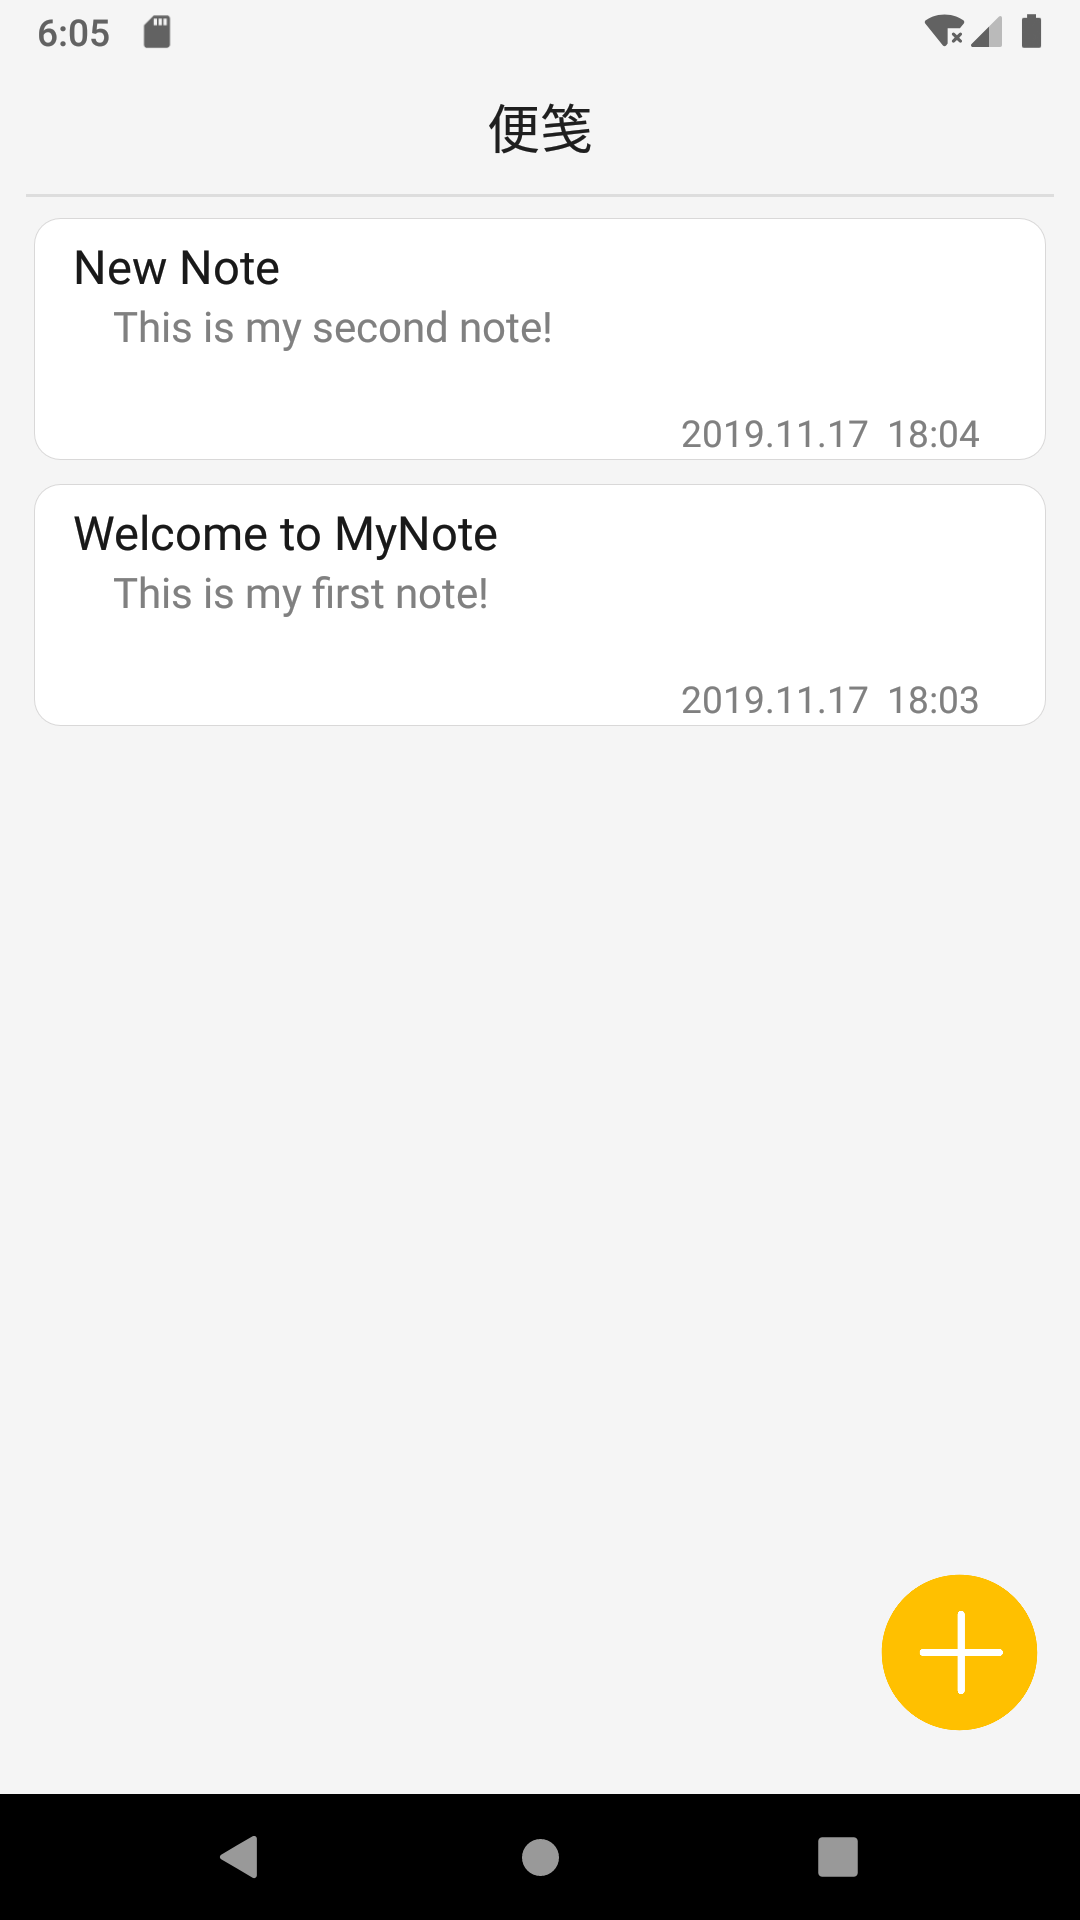 6:05
便笺
New Note
This is my second note!
2019.11.17 18:04
Welcome to MyNote
This is my first note!
2019.11.17 18:03